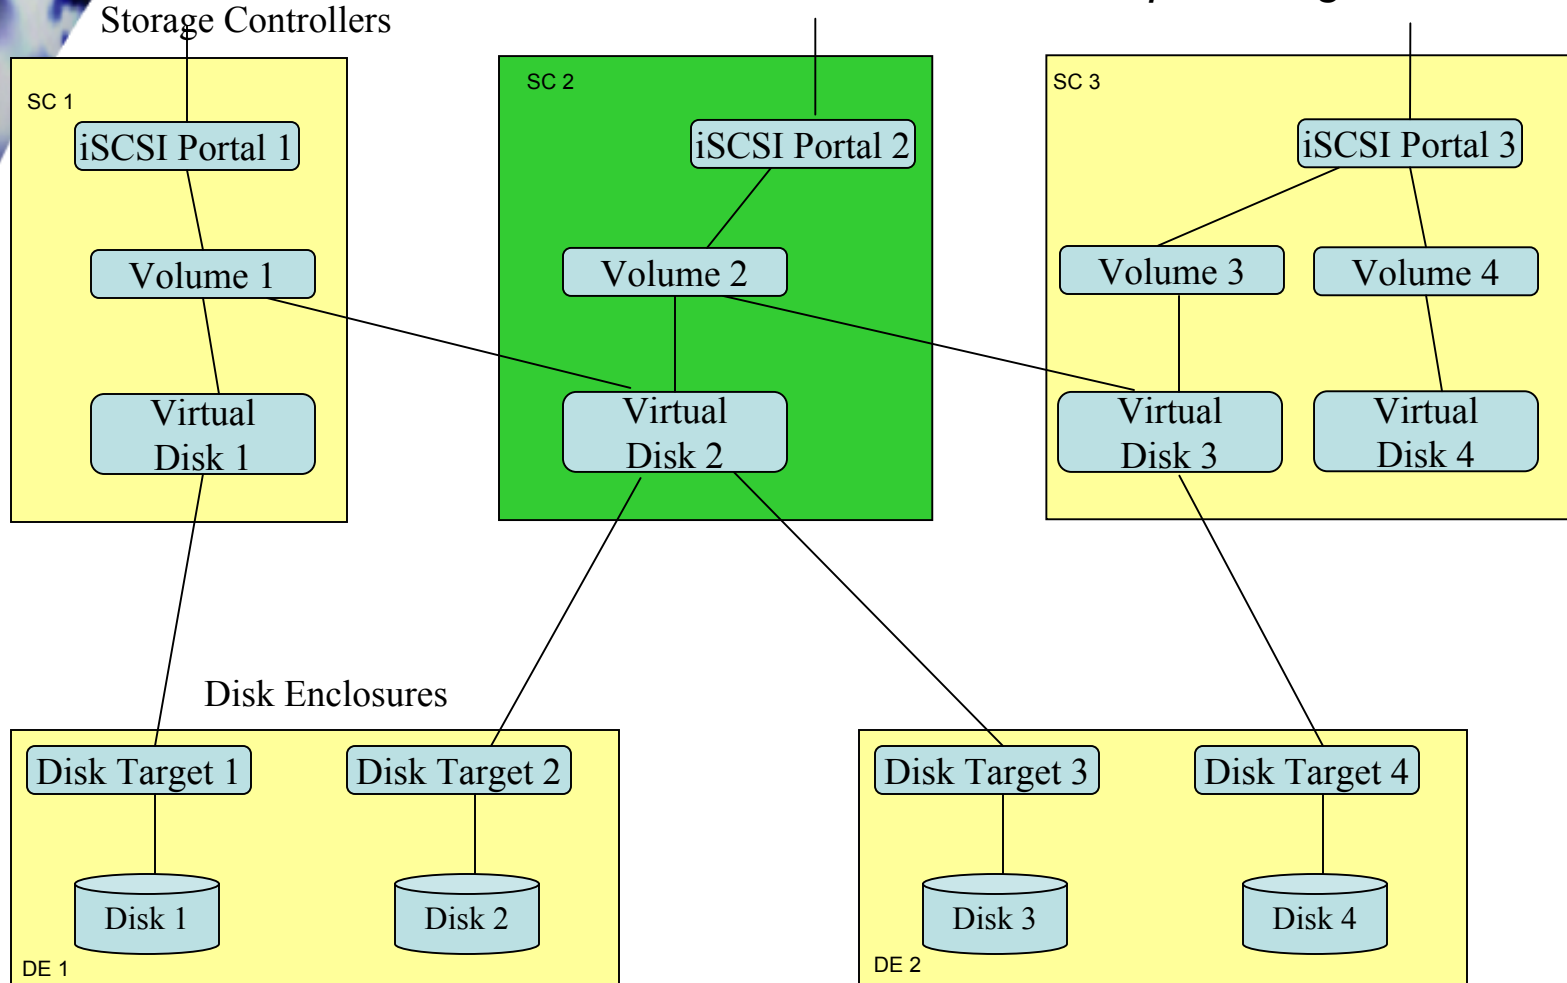 Storage Controllers
SC 1
SC 2
SC 3
iSCSI Portal 1
iSCSI Portal 2
iSCSI Portal 3
Volume 1
Volume 2
Volume 3
Volume 4
Virtual
Disk 1
Virtual
Disk 2
Virtual
Disk 3
Virtual
Disk 4
Disk Enclosures
Disk Target 1
Disk Target 2
Disk Target 3
Disk Target 4
Disk 1
Disk 2
Disk 3
Disk 4
DE 1
DE 2